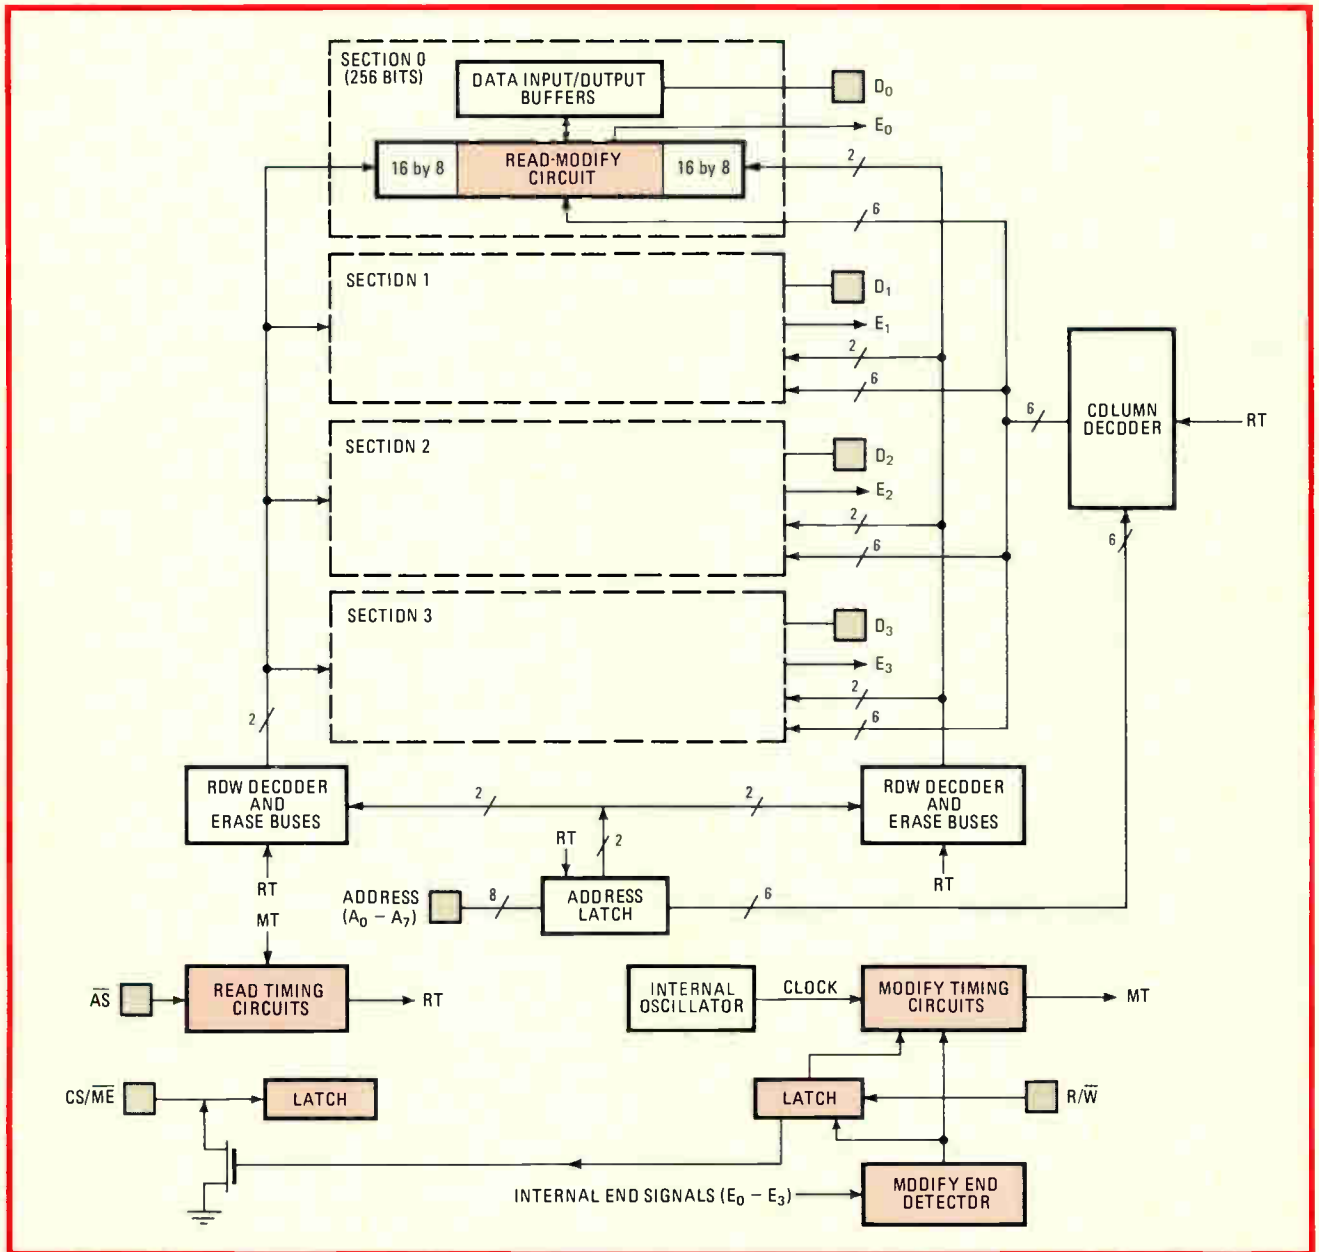 SECTION 0
(256 BITS)
DATA INPUT/OUTPUT
BUFFERS
D0
E0
16 by 8
READ-MODIFY
CIRCUIT
16 by 8
2
6
SECTION 1
D1
E1
2
6
COLUMN
DECODER
6
RT
SECTION 2
D2
E2
2
6
6
SECTION 3
D3
E3
2
6
2
ROW DECODER
AND
ERASE BUSES
2
2
ROW DECODER
AND
ERASE BUSES
RT
2
RT
RT
ADDRESS
(A0 – A7)
8
ADDRESS
LATCH
6
MT
A̅S̅
READ TIMING
CIRCUITS
RT
INTERNAL
OSCILLATOR
CLOCK
MODIFY TIMING
CIRCUITS
MT
CS/M̅E̅
LATCH
LATCH
R/W̅
INTERNAL END SIGNALS (E0 – E3)
MODIFY END
DETECTOR